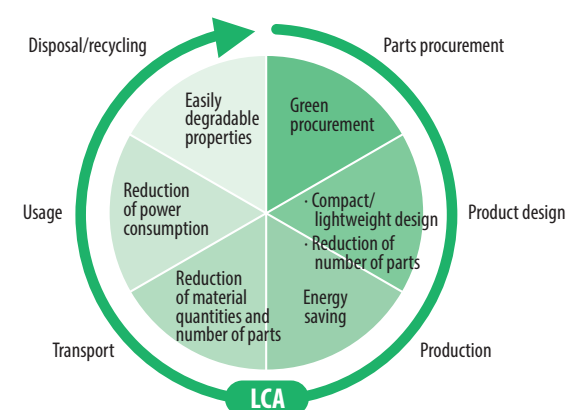 Disposal/recycling
Parts procurement
Easily
degradable
properties
Green
procurement
Reduction
of power
consumption
· Compact/
lightweight design
· Reduction of
number of parts
Usage
Product design
Reduction
of material
quantities and
number of parts
Energy
saving
Transport
Production
LCA